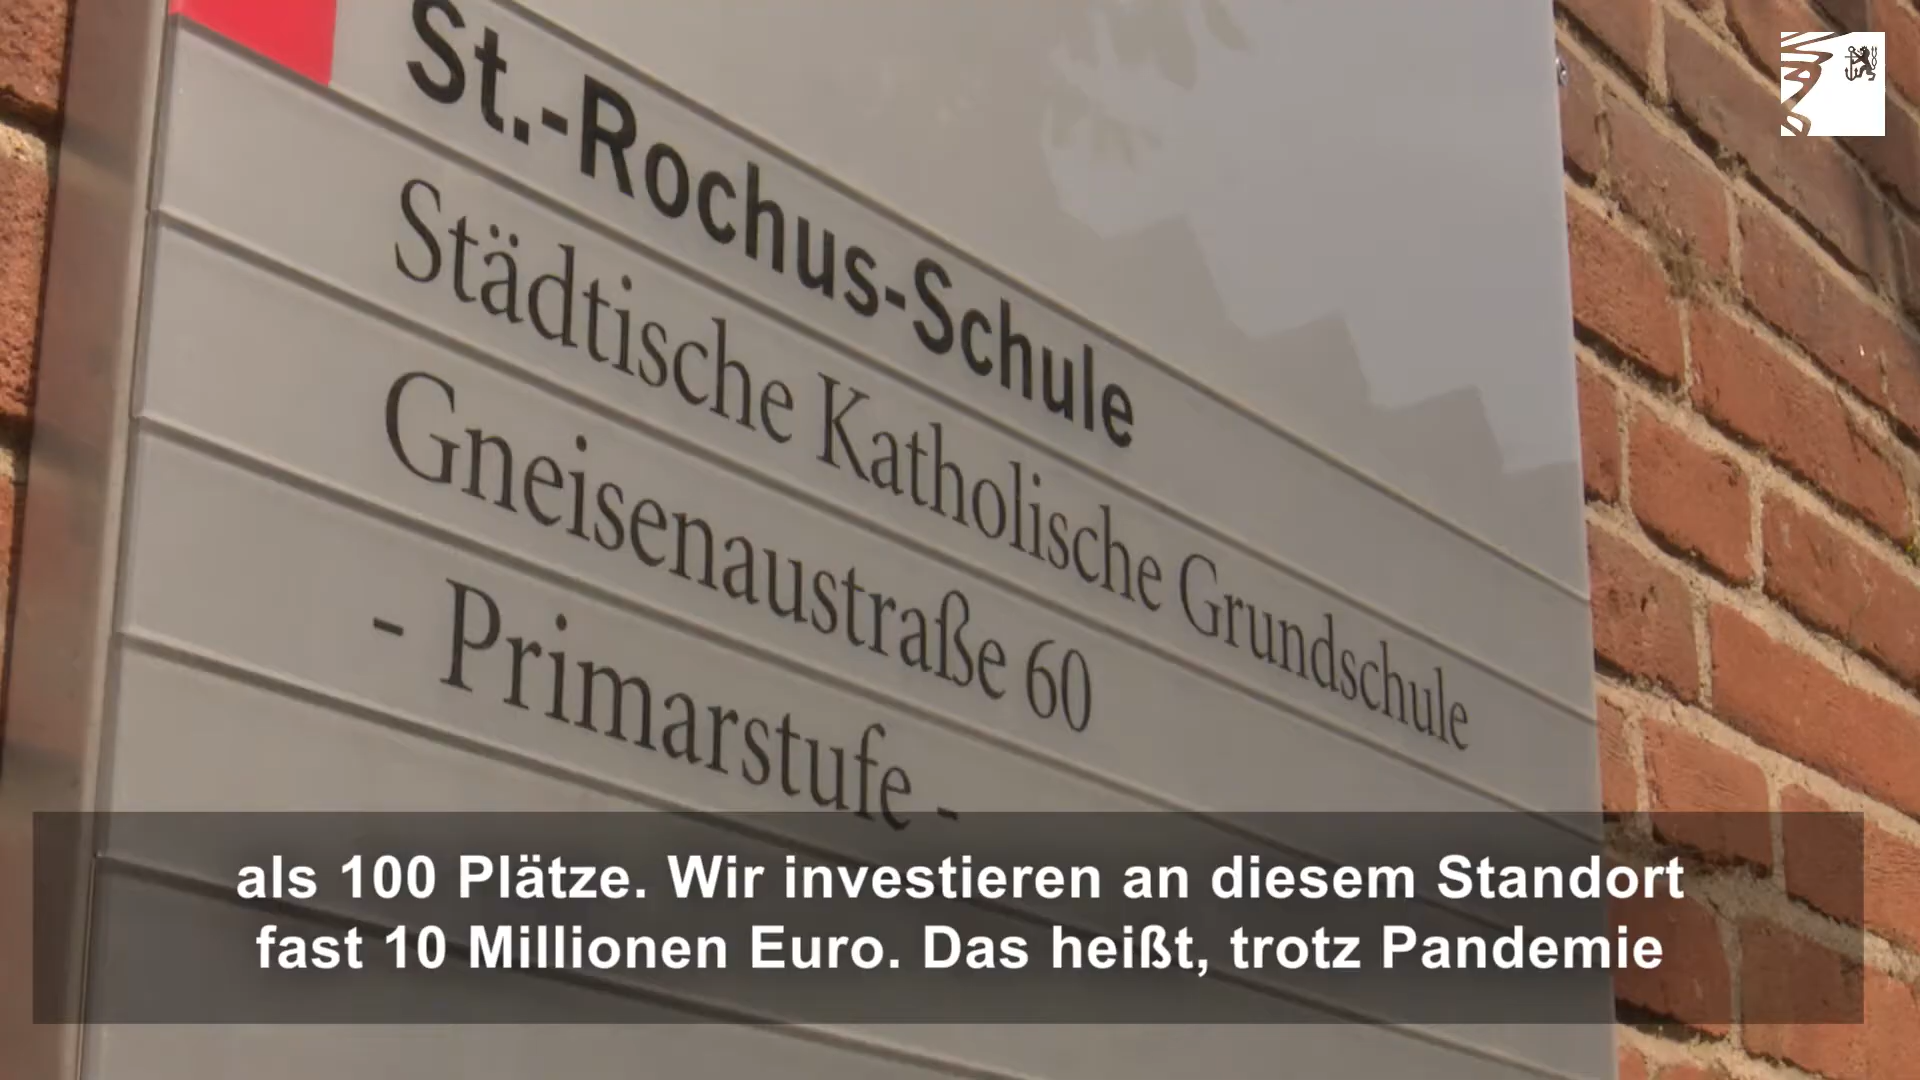 St.-Rochus-Schule
Städtische Katholische Grundschule
Gneisenaustraße 60
- Primarstufe -
als 100 Plätze. Wir investieren an diesem Standort
fast 10 Millionen Euro. Das heißt, trotz Pandemie